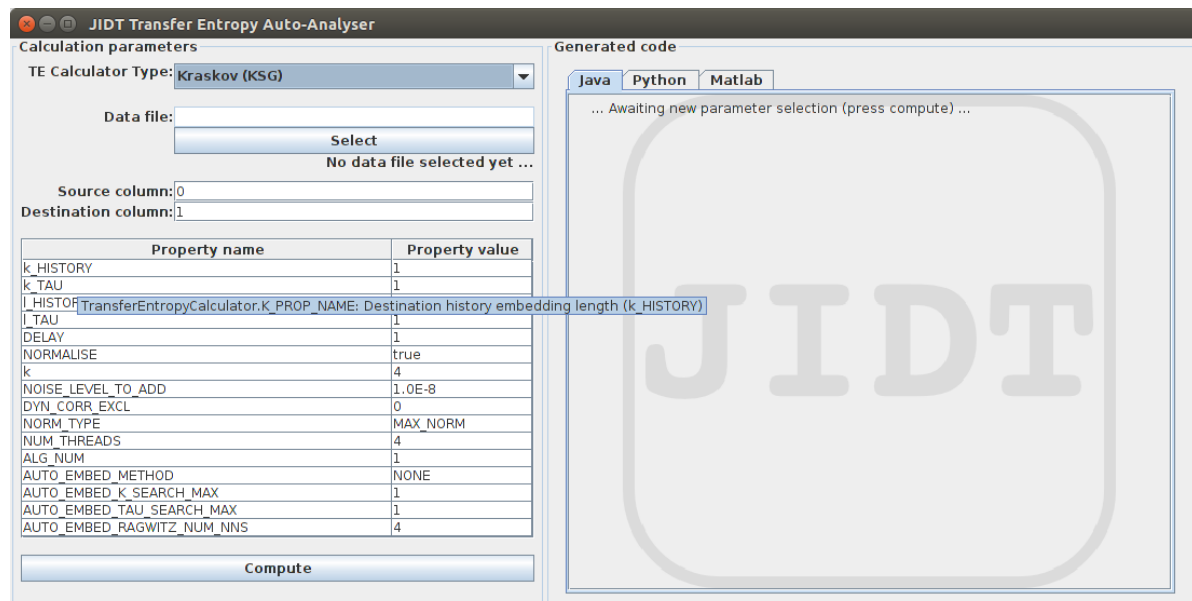 JIDT Transfer Entropy Auto-Analyser
Calculation parameters
TE Calculator Type: Kraskov (KSG)
Data file:
Select
No data file selected yet ...
Source column: 0
Destination column: 1
Property name Property value
k_HISTORY 1
k_TAU 1
l_HISTOR
TransferEntropyCalculator.K_PROP_NAME: Destination history embedding length (k_HISTORY)
l_TAU 1
DELAY 1
NORMALISE true
k 4
NOISE_LEVEL_TO_ADD 1.0E-8
DYN_CORR_EXCL 0
NORM_TYPE MAX_NORM
NUM_THREADS 4
ALG_NUM 1
AUTO_EMBED_METHOD NONE
AUTO_EMBED_K_SEARCH_MAX 1
AUTO_EMBED_TAU_SEARCH_MAX 1
AUTO_EMBED_RAGWITZ_NUM_NNS 4
Compute
Generated code
Java Python Matlab
... Awaiting new parameter selection (press compute) ...
JIDT